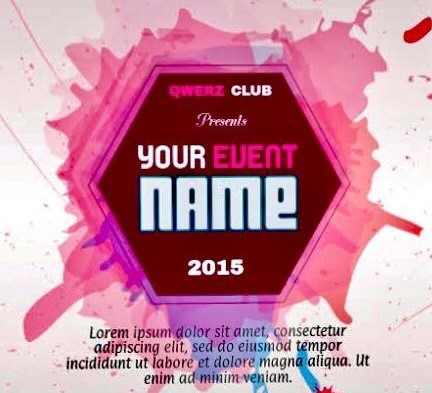 QWERZ CLUB
Presents
YOUR EVENT
NAME
2015
Lorem ipsum dolor sit amet, consectetur
adipiscing elit, sed do eiusmod tempor
incididunt ut labore et dolore magna aliqua. Ut
enim ad minim veniam.